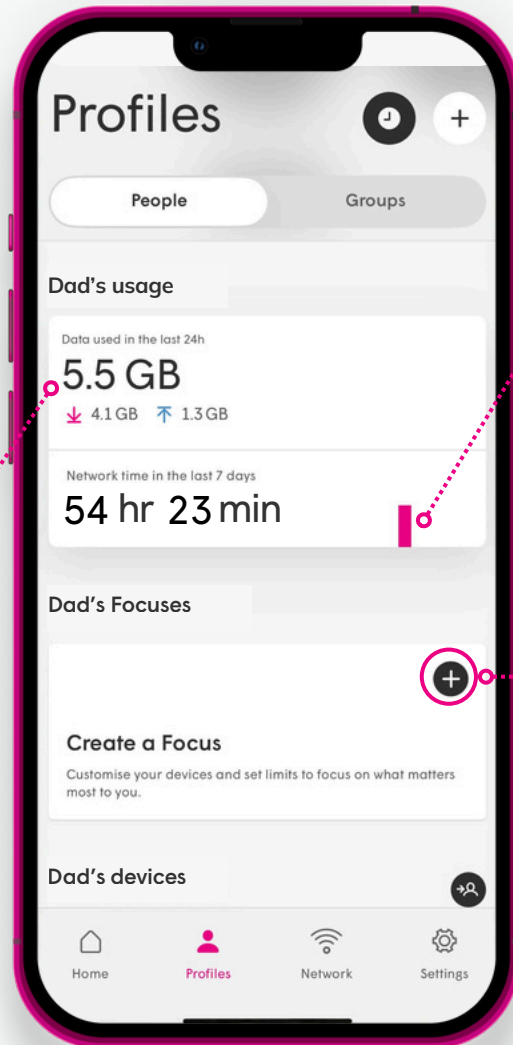 Profiles
People Groups
Dad's usage
Data used in the last 24h
5.5 GB
4.1 GB 1.3 GB
Network time in the last 7 days
54 hr 23 min
Dad's Focuses
Create a Focus
Customise your devices and set limits to focus on what matters
most to you.
Dad's devices
Home Profiles Network Settings